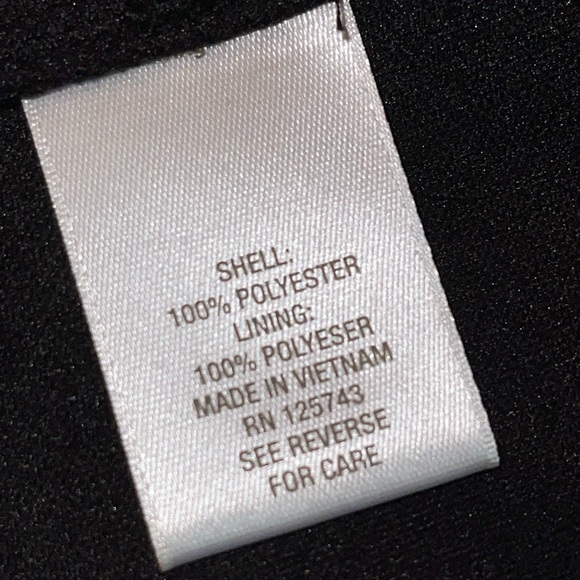 SHELL:
100% POLYESTER
LINING:
100% POLYESER
MADE IN VIETNAM
RN 125743
SEE REVERSE
FOR CARE